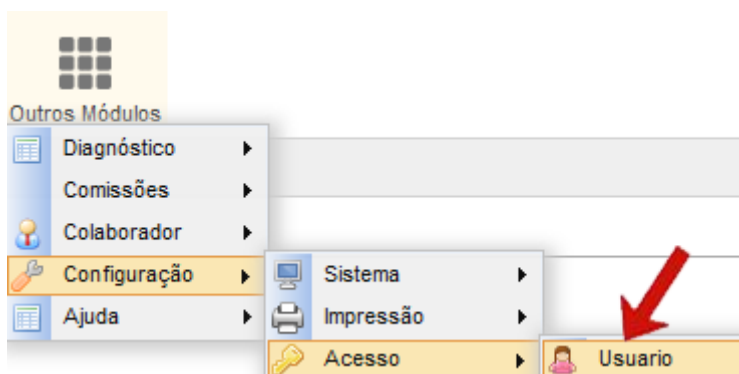 Outros Módulos
Diagnóstico
Comissões
Colaborador
Configuração
Ajuda
Sistema
Impressão
Acesso
Usuario